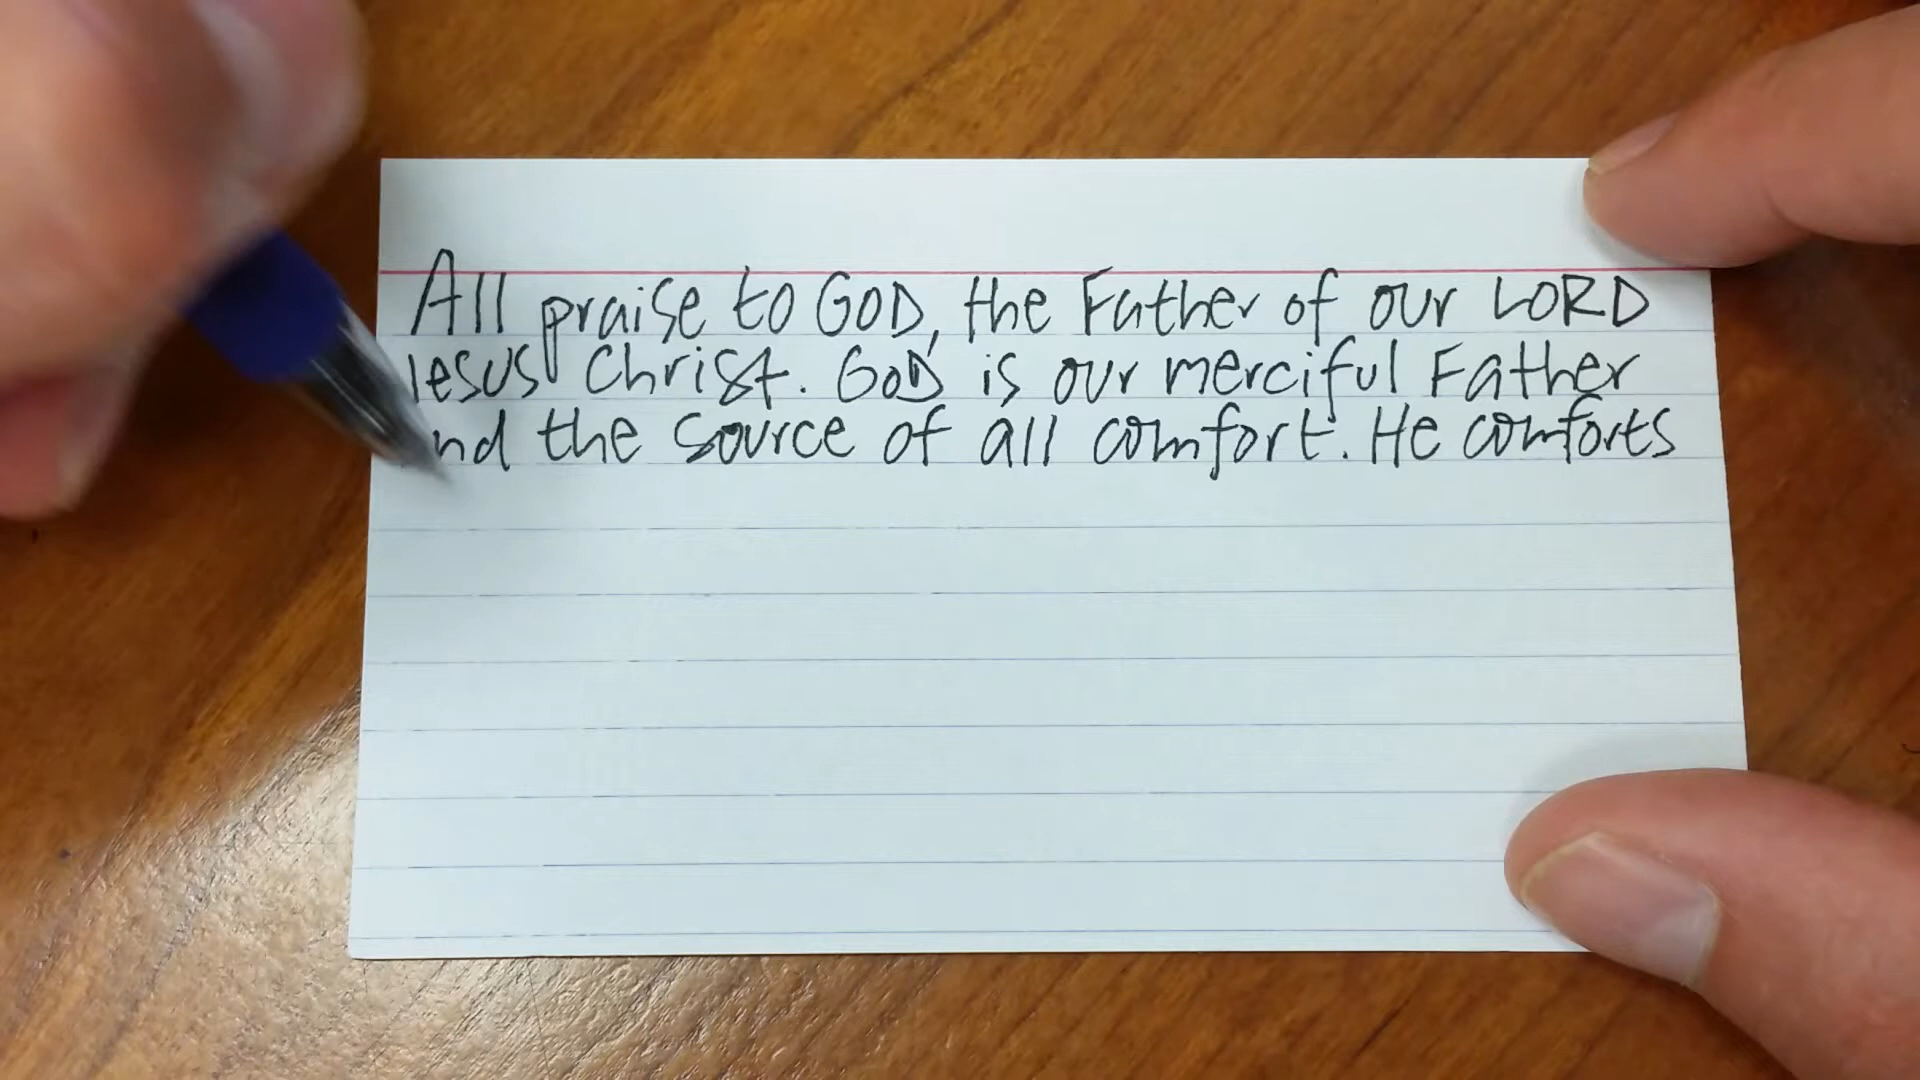 All praise to GOD, the Father of our LORD
Jesus Christ. GOD is our merciful Father
and the source of all comfort. He comforts